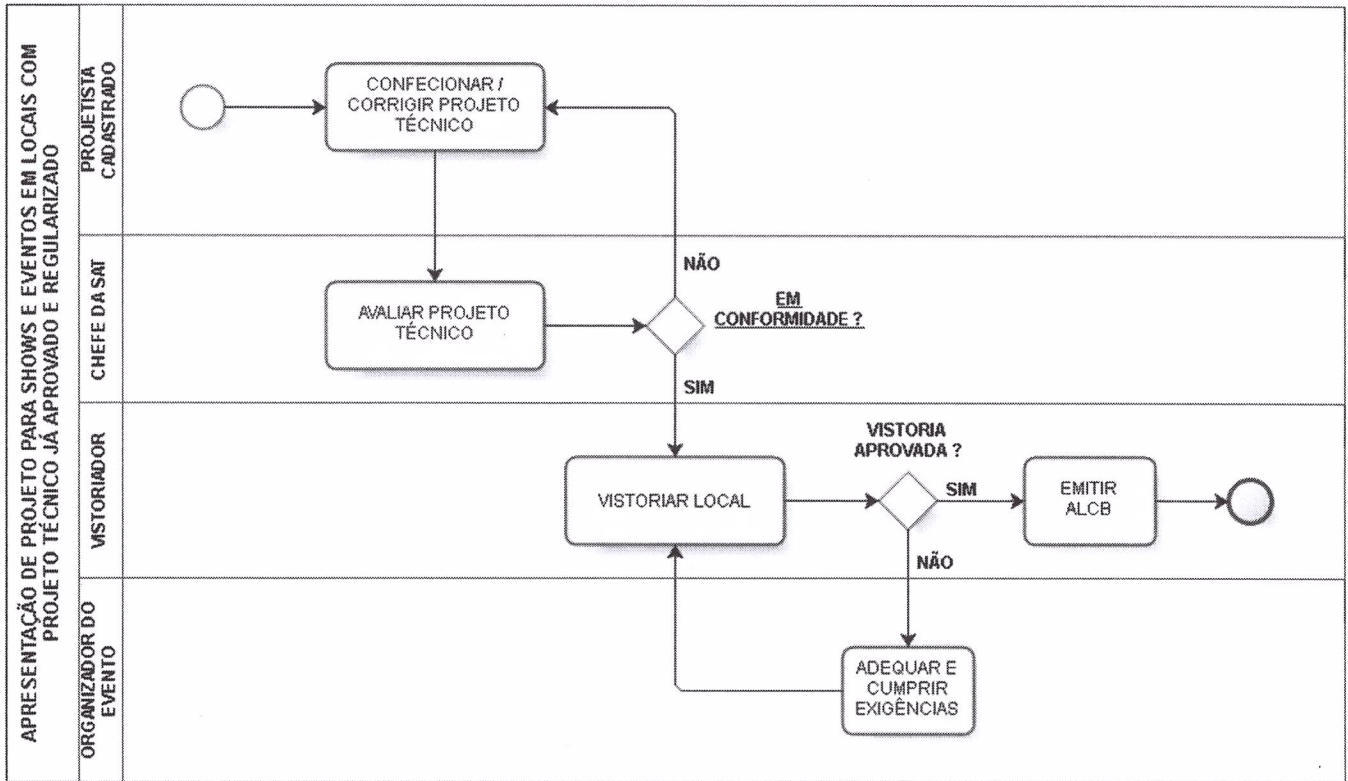 APRESENTAÇÃO DE PROJETO PARA SHOWS E EVENTOS EM LOCAIS COM
PROJETO TÉCNICO JÁ APROVADO E REGULARIZADO
PROJETISTA
CADASTRADO
CONFECIONAR /
CORRIGIR PROJETO
TÉCNICO
CHEFE DA SAT
AVALIAR PROJETO
TÉCNICO
NÃO
EM
CONFORMIDADE ?
SIM
VISTORIADOR
VISTORIAR LOCAL
VISTORIA
APROVADA ?
SIM
EMITIR
ALCB
NÃO
ORGANIZADOR DO
EVENTO
ADEQUAR E
CUMPRIR
EXIGÊNCIAS